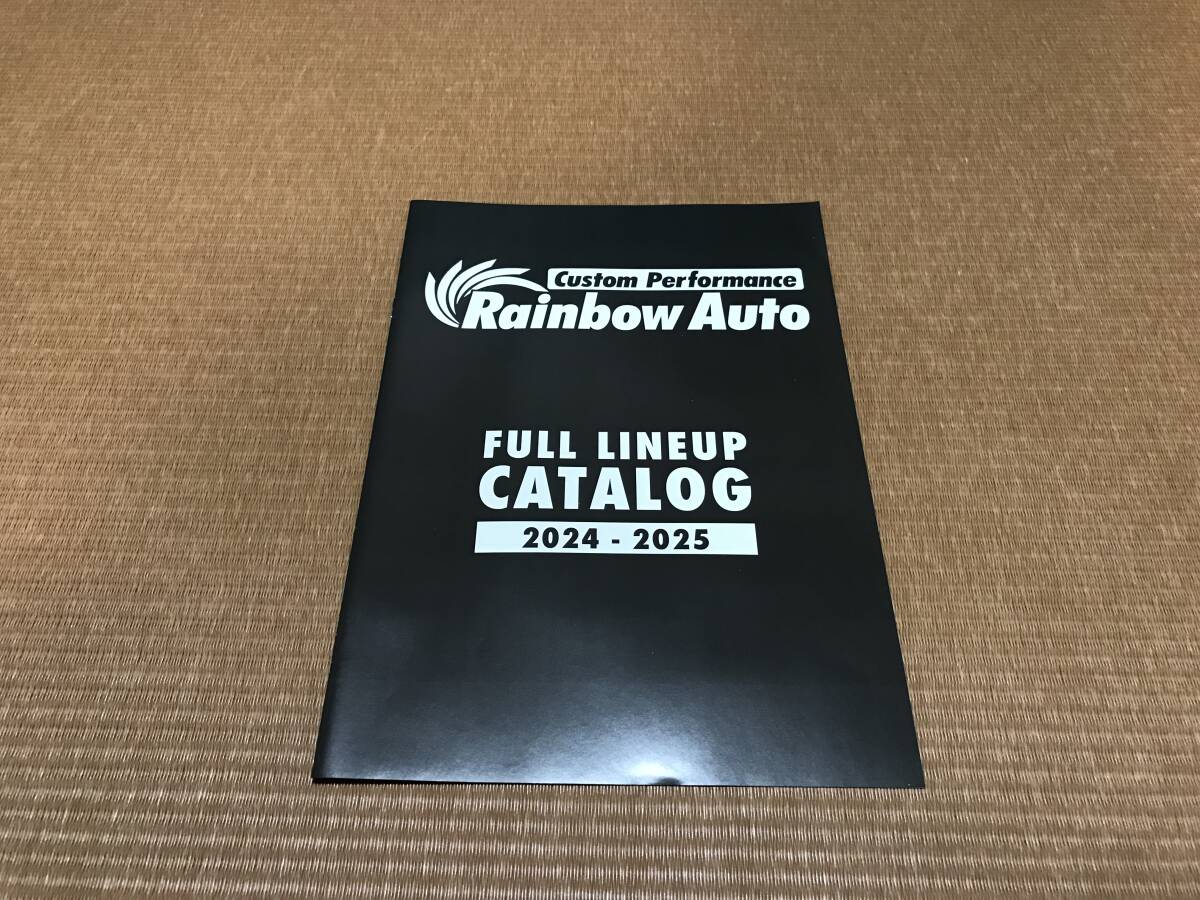 Custom Performance
Rainbow Auto
FULL LINEUP
CATALOG
2024 - 2025